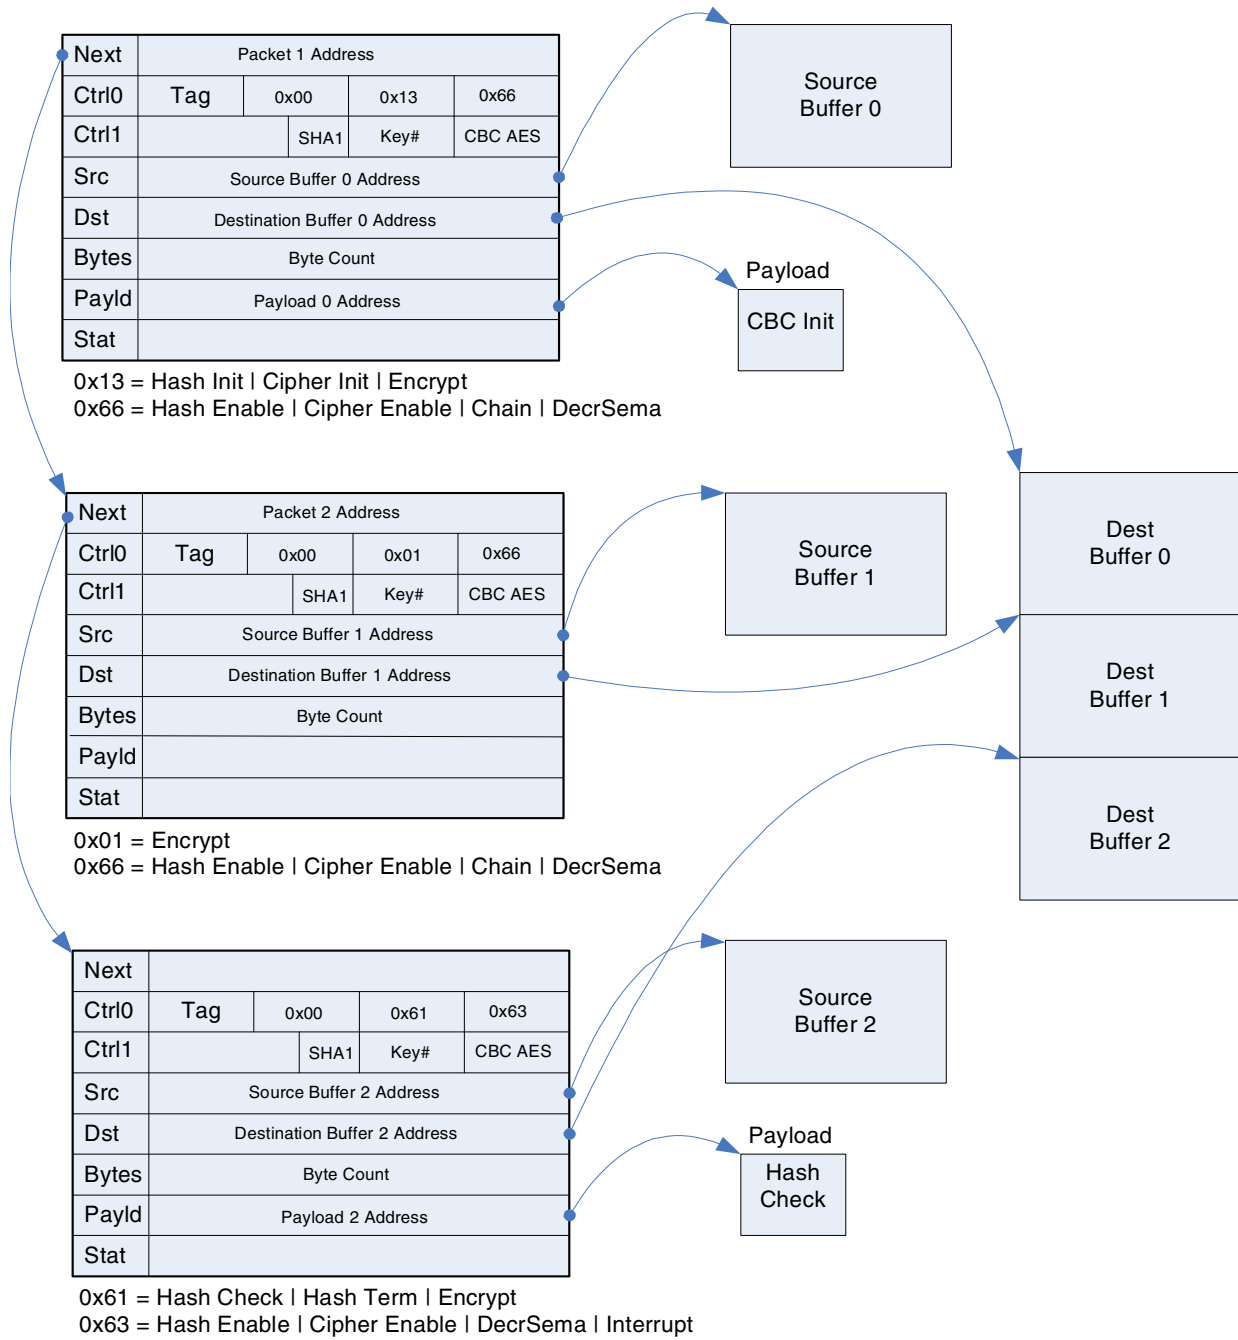 Next Packet 1 Address
Ctrl0 Tag 0x00 0x13 0x66
Ctrl1 SHA1 Key# CBC AES
Src Source Buffer 0 Address
Dst Destination Buffer 0 Address
Bytes Byte Count
Payld Payload 0 Address
Stat
0x13 = Hash Init | Cipher Init | Encrypt
0x66 = Hash Enable | Cipher Enable | Chain | DecrSema
Source
Buffer 0
Payload
CBC Init
Next Packet 2 Address
Ctrl0 Tag 0x00 0x01 0x66
Ctrl1 SHA1 Key# CBC AES
Src Source Buffer 1 Address
Dst Destination Buffer 1 Address
Bytes Byte Count
Payld
Stat
0x01 = Encrypt
0x66 = Hash Enable | Cipher Enable | Chain | DecrSema
Source
Buffer 1
Dest
Buffer 0
Dest
Buffer 1
Dest
Buffer 2
Next
Ctrl0 Tag 0x00 0x61 0x63
Ctrl1 SHA1 Key# CBC AES
Src Source Buffer 2 Address
Dst Destination Buffer 2 Address
Bytes Byte Count
Payld Payload 2 Address
Stat
0x61 = Hash Check | Hash Term | Encrypt
0x63 = Hash Enable | Cipher Enable | DecrSema | Interrupt
Source
Buffer 2
Payload
Hash
Check